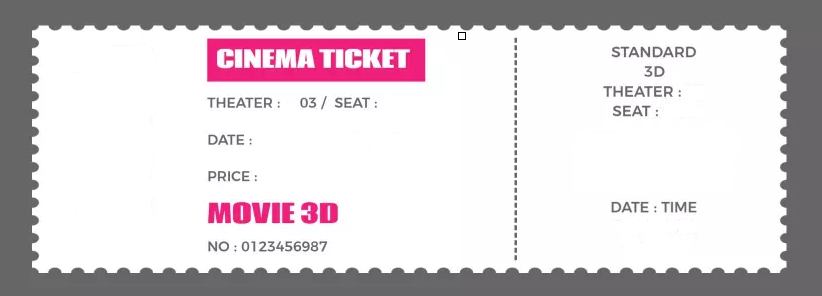 CINEMA TICKET
THEATER : 03 / SEAT :
DATE :
PRICE :
MOVIE 3D
NO : 0123456987
STANDARD
3D
THEATER :
SEAT :
DATE : TIME